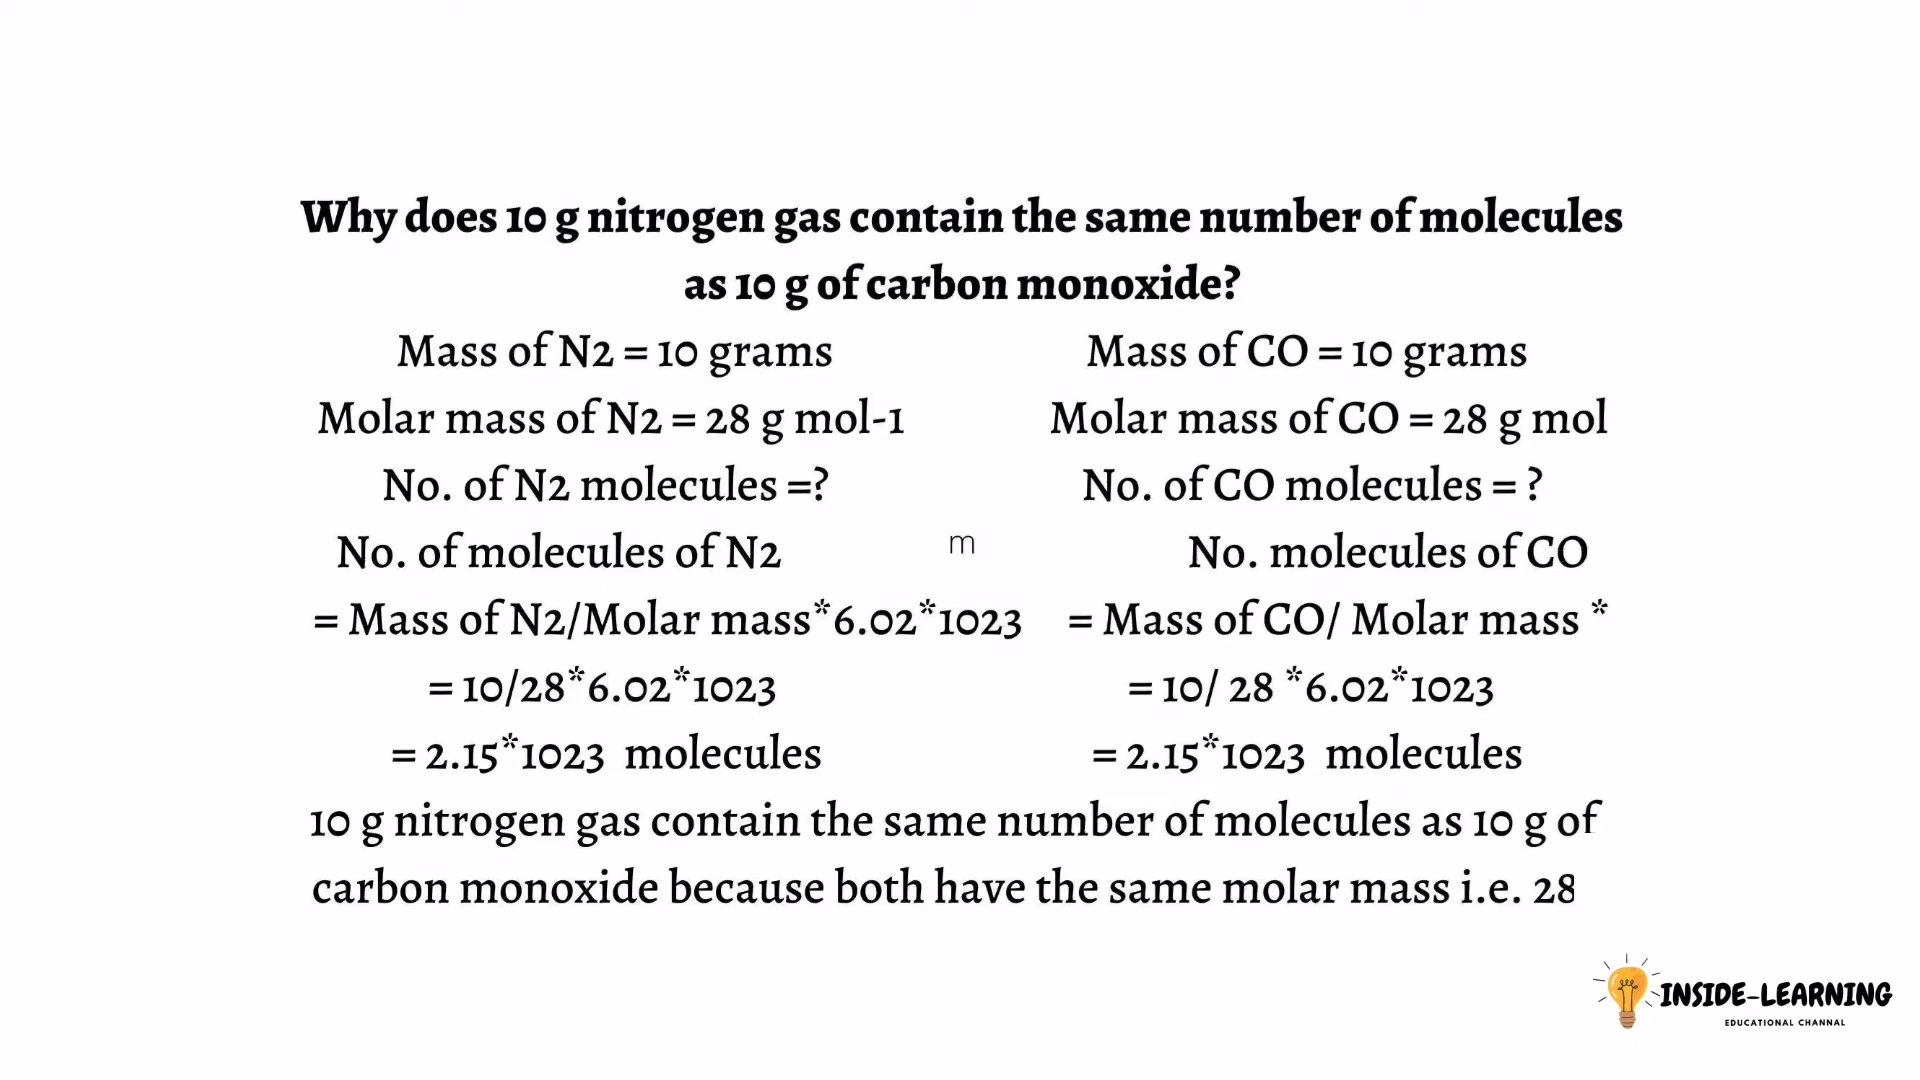 Why does 10 g nitrogen gas contain the same number of molecules
as 10 g of carbon monoxide?
Mass of N2 = 10 grams
Mass of CO = 10 grams
Molar mass of N2 = 28 g mol-1
Molar mass of CO = 28 g mol
No. of N2 molecules =?
No. of CO molecules = ?
No. of molecules of N2
m
No. molecules of CO
= Mass of N2/Molar mass*6.02*1023
= Mass of CO/ Molar mass *
= 10/28*6.02*1023
= 10/ 28 *6.02*1023
= 2.15*1023 molecules
= 2.15*1023 molecules
10 g nitrogen gas contain the same number of molecules as 10 g of
carbon monoxide because both have the same molar mass i.e. 28
INSIDE-LEARNING
EDUCATIONAL CHANNAL